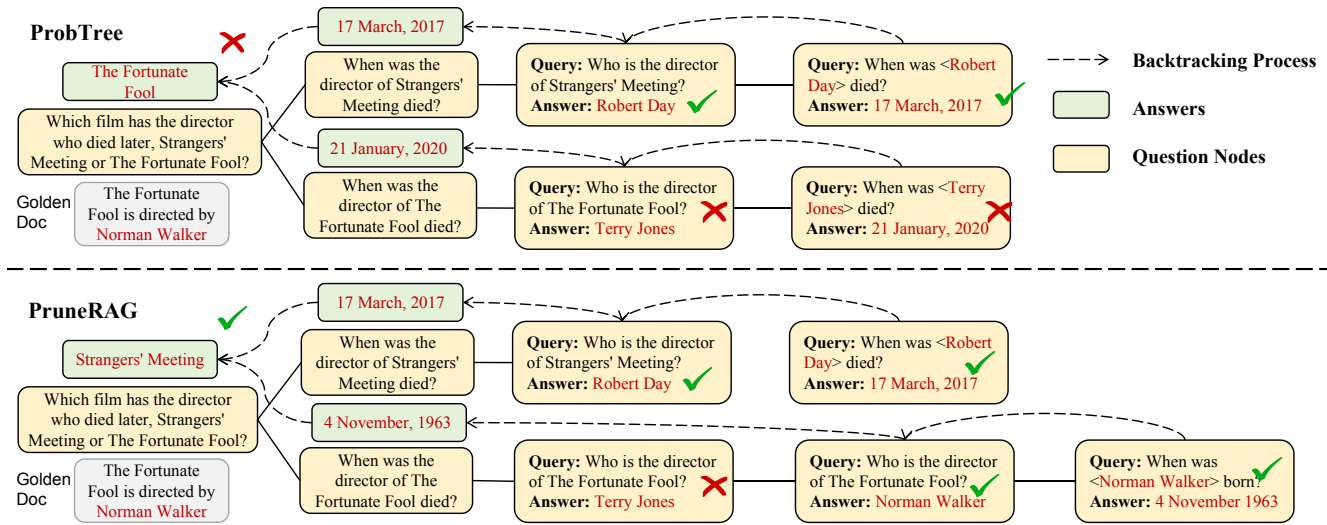 ProbTree
17 March, 2017
The Fortunate
Fool
When was the
director of Strangers'
Meeting died?
Query: Who is the director
of Strangers' Meeting?
Answer: Robert Day
Query: When was <Robert
Day> died?
Answer: 17 March, 2017
Which film has the director
who died later, Strangers'
Meeting or The Fortunate Fool?
21 January, 2020
When was the
director of The
Fortunate Fool died?
Query: Who is the director
of The Fortunate Fool?
Answer: Terry Jones
Query: When was <Terry
Jones> died?
Answer: 21 January, 2020
Golden
Doc
The Fortunate
Fool is directed by
Norman Walker
Backtracking Process
Answers
Question Nodes
PruneRAG
17 March, 2017
Strangers' Meeting
When was the
director of Strangers'
Meeting died?
Query: Who is the director
of Strangers' Meeting?
Answer: Robert Day
Query: When was <Robert
Day> died?
Answer: 17 March, 2017
Which film has the director
who died later, Strangers'
Meeting or The Fortunate Fool?
4 November, 1963
When was the
director of The
Fortunate Fool died?
Query: Who is the director
of The Fortunate Fool?
Answer: Terry Jones
Query: Who is the director
of The Fortunate Fool?
Answer: Norman Walker
Query: When was
<Norman Walker> born?
Answer: 4 November 1963
Golden
Doc
The Fortunate
Fool is directed by
Norman Walker